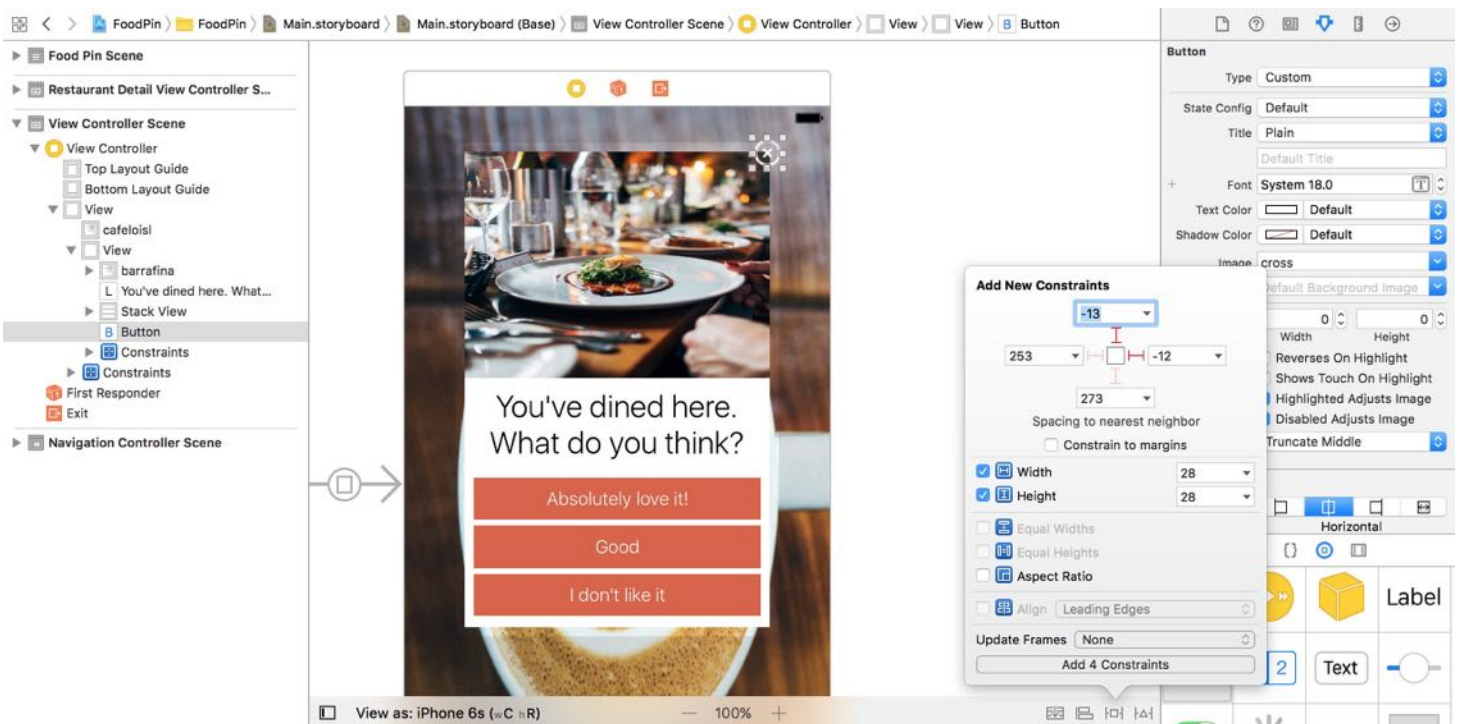 FoodPin FoodPin Main.storyboard Main.storyboard (Base) View Controller Scene View Controller View View B Button
Food Pin Scene
Restaurant Detail View Controller S...
View Controller Scene
View Controller
Top Layout Guide
Bottom Layout Guide
View
cafeloisl
View
barrafina
L You've dined here. What...
Stack View
B Button
Constraints
Constraints
First Responder
Exit
Navigation Controller Scene
You've dined here.
What do you think?
Absolutely love it!
Good
I don't like it
View as: iPhone 6s (wC hR)
100%
Add New Constraints
-13
253
-12
273
Spacing to nearest neighbor
Constrain to margins
Width 28
Height 28
Equal Widths
Equal Heights
Aspect Ratio
Align Leading Edges
Update Frames None
Add 4 Constraints
Button
Type Custom
State Config Default
Title Plain
Default Title
Font System 18.0 T
Text Color Default
Shadow Color Default
Image cross
Default Background Image
0 0
Width Height
Reverses On Highlight
Shows Touch On Highlight
Highlighted Adjusts Image
Disabled Adjusts Image
Truncate Middle
Horizontal
{}
Label
2 Text